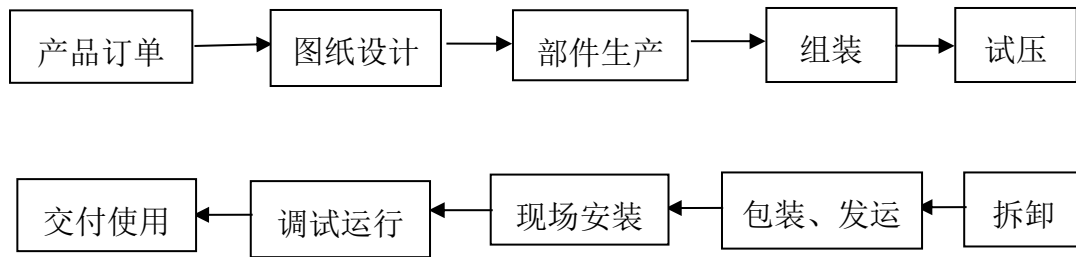 产品订单
图纸设计
部件生产
组装
试压
拆卸
包装、发运
现场安装
调试运行
交付使用